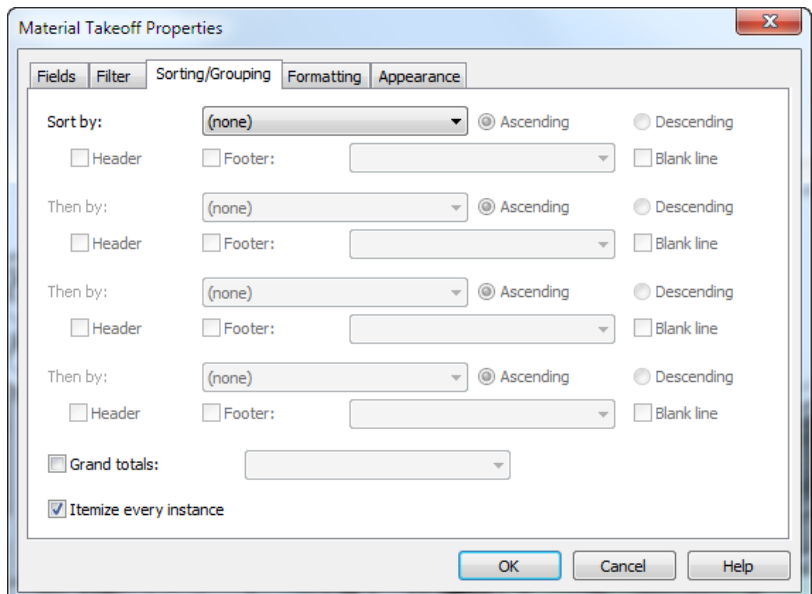 Material Takeoff Properties
Fields Filter Sorting/Grouping Formatting Appearance
Sort by: (none) Ascending Descending
Header Footer: Blank line
Then by: (none) Ascending Descending
Header Footer: Blank line
Then by: (none) Ascending Descending
Header Footer: Blank line
Then by: (none) Ascending Descending
Header Footer: Blank line
Grand totals:
Itemize every instance
OK Cancel Help